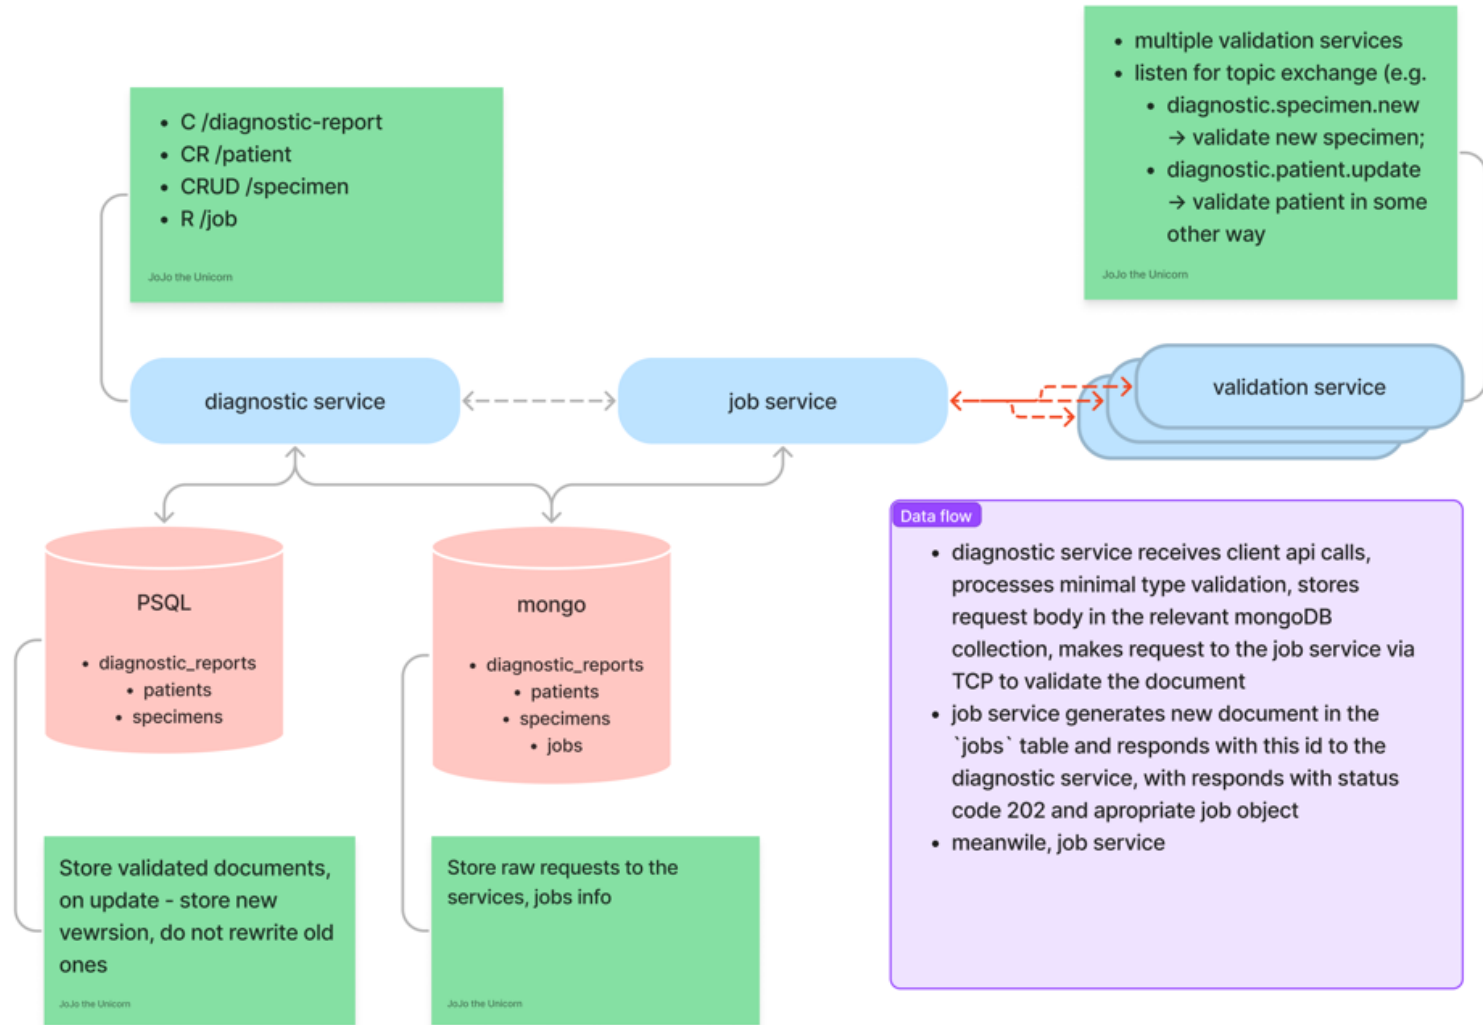 • C /diagnostic-report
• CR /patient
• CRUD /specimen
• R /job
JoJo the Unicorn
• multiple validation services
• listen for topic exchange (e.g.
• diagnostic.specimen.new
→ validate new specimen;
• diagnostic.patient.update
→ validate patient in some
other way
JoJo the Unicorn
diagnostic service
job service
validation service
PSQL
• diagnostic_reports
• patients
• specimens
mongo
• diagnostic_reports
• patients
• specimens
• jobs
Data flow
• diagnostic service receives client api calls,
processes minimal type validation, stores
request body in the relevant mongoDB
collection, makes request to the job service via
TCP to validate the document
• job service generates new document in the
`jobs` table and responds with this id to the
diagnostic service, with responds with status
code 202 and apropriate job object
• meanwile, job service
Store validated documents,
on update - store new
vewrsion, do not rewrite old
ones
JoJo the Unicorn
Store raw requests to the
services, jobs info
JoJo the Unicorn